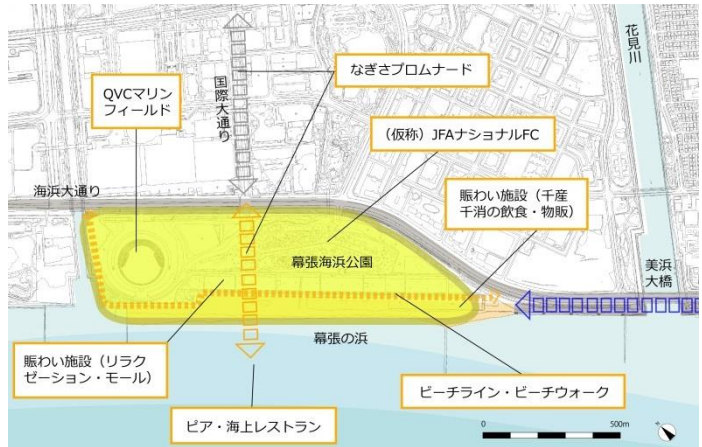 花見川
なぎさプロムナード
国際大通り
QVCマリン
フィールド
（仮称）JFAナショナルFC
海浜大通り
賑わい施設（千産
千消の飲食・物販）
幕張海浜公園
美浜
大橋
幕張の浜
賑わい施設（リラク
ゼーション・モール）
ビーチライン・ビーチウォーク
ピア・海上レストラン
0
500m